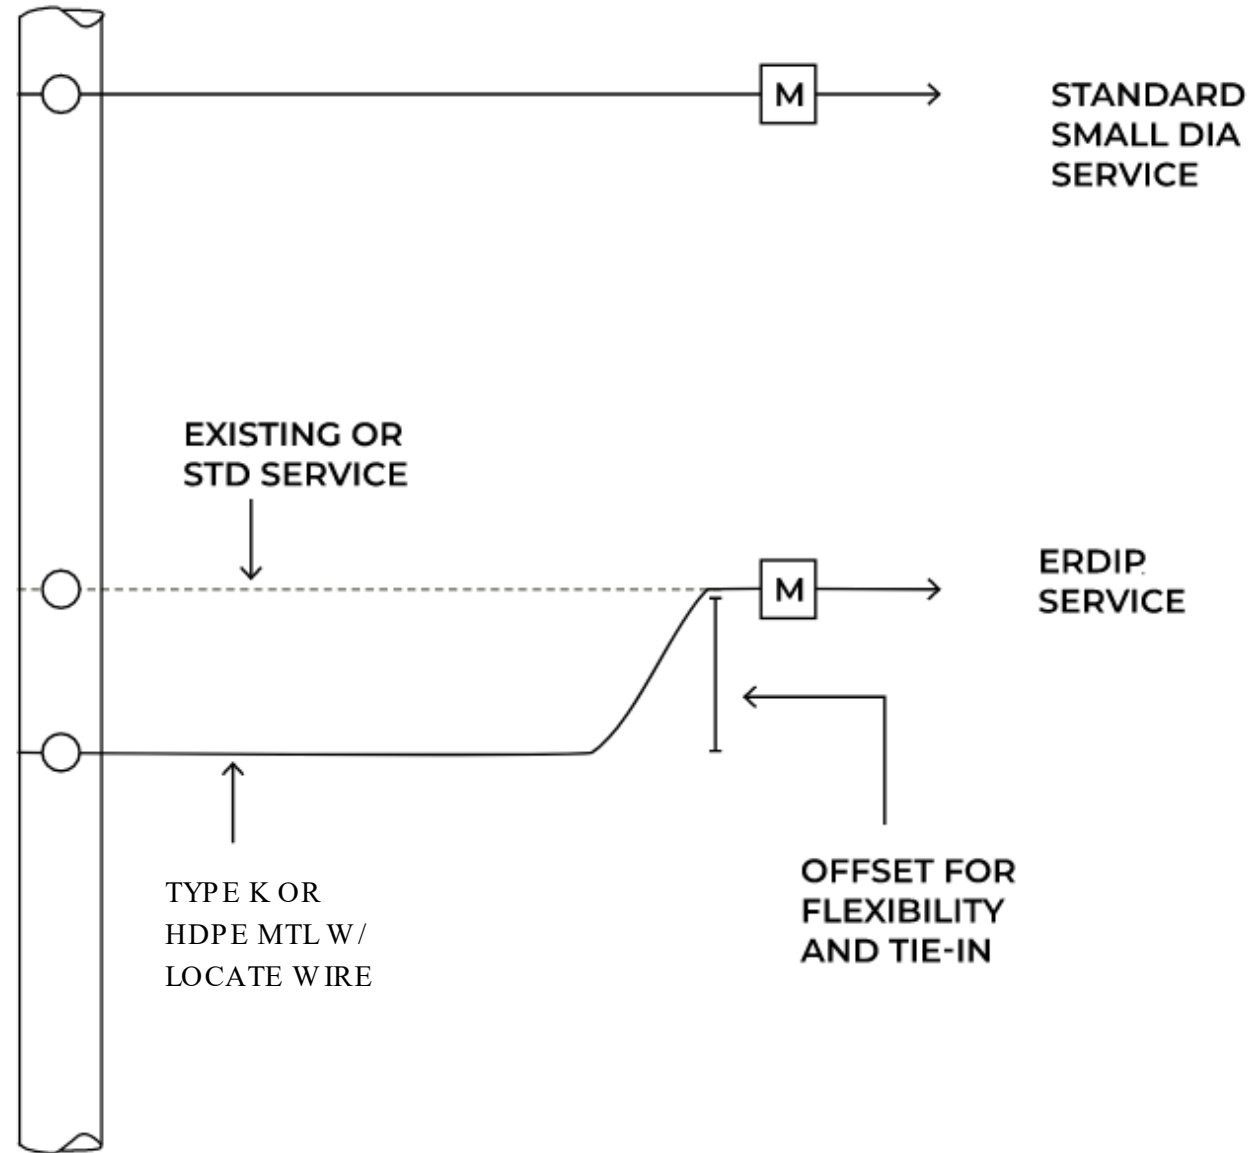 M
STANDARD
SMALL DIA
SERVICE
EXISTING OR
STD SERVICE
M
ERDIP
SERVICE
TYPE K OR
HDPE MTL W/
LOCATE WIRE
OFFSET FOR
FLEXIBILITY
AND TIE-IN